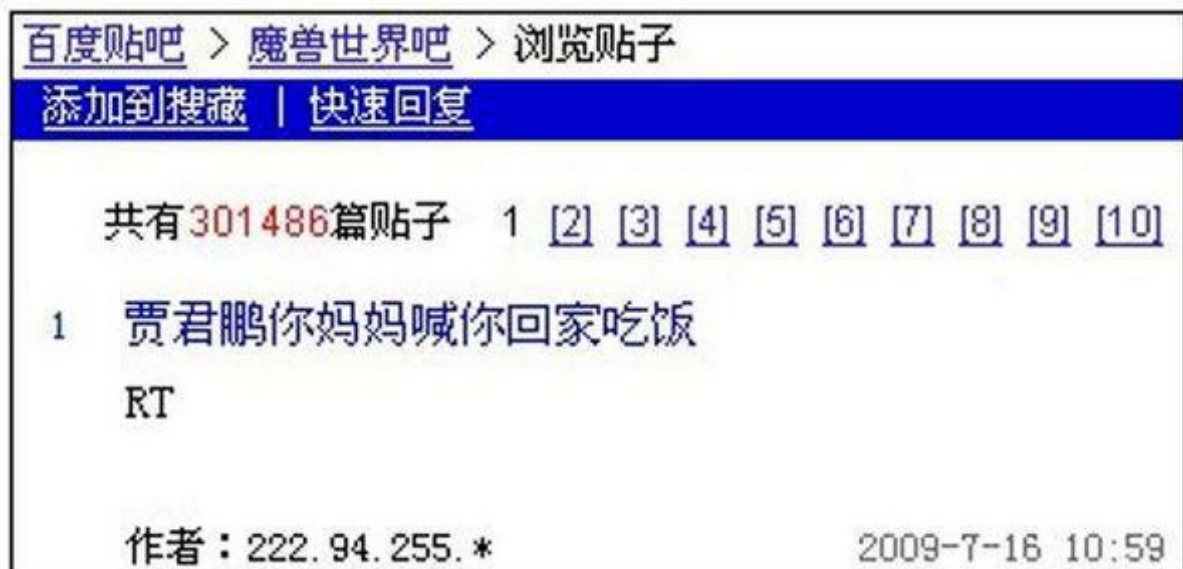 百度贴吧 > 魔兽世界吧 > 浏览贴子
添加到搜藏 | 快速回复
共有301486篇贴子 1 [2] [3] [4] [5] [6] [7] [8] [9] [10]
1 贾君鹏你妈妈喊你回家吃饭
RT
作者：222.94.255.* 2009-7-16 10:59